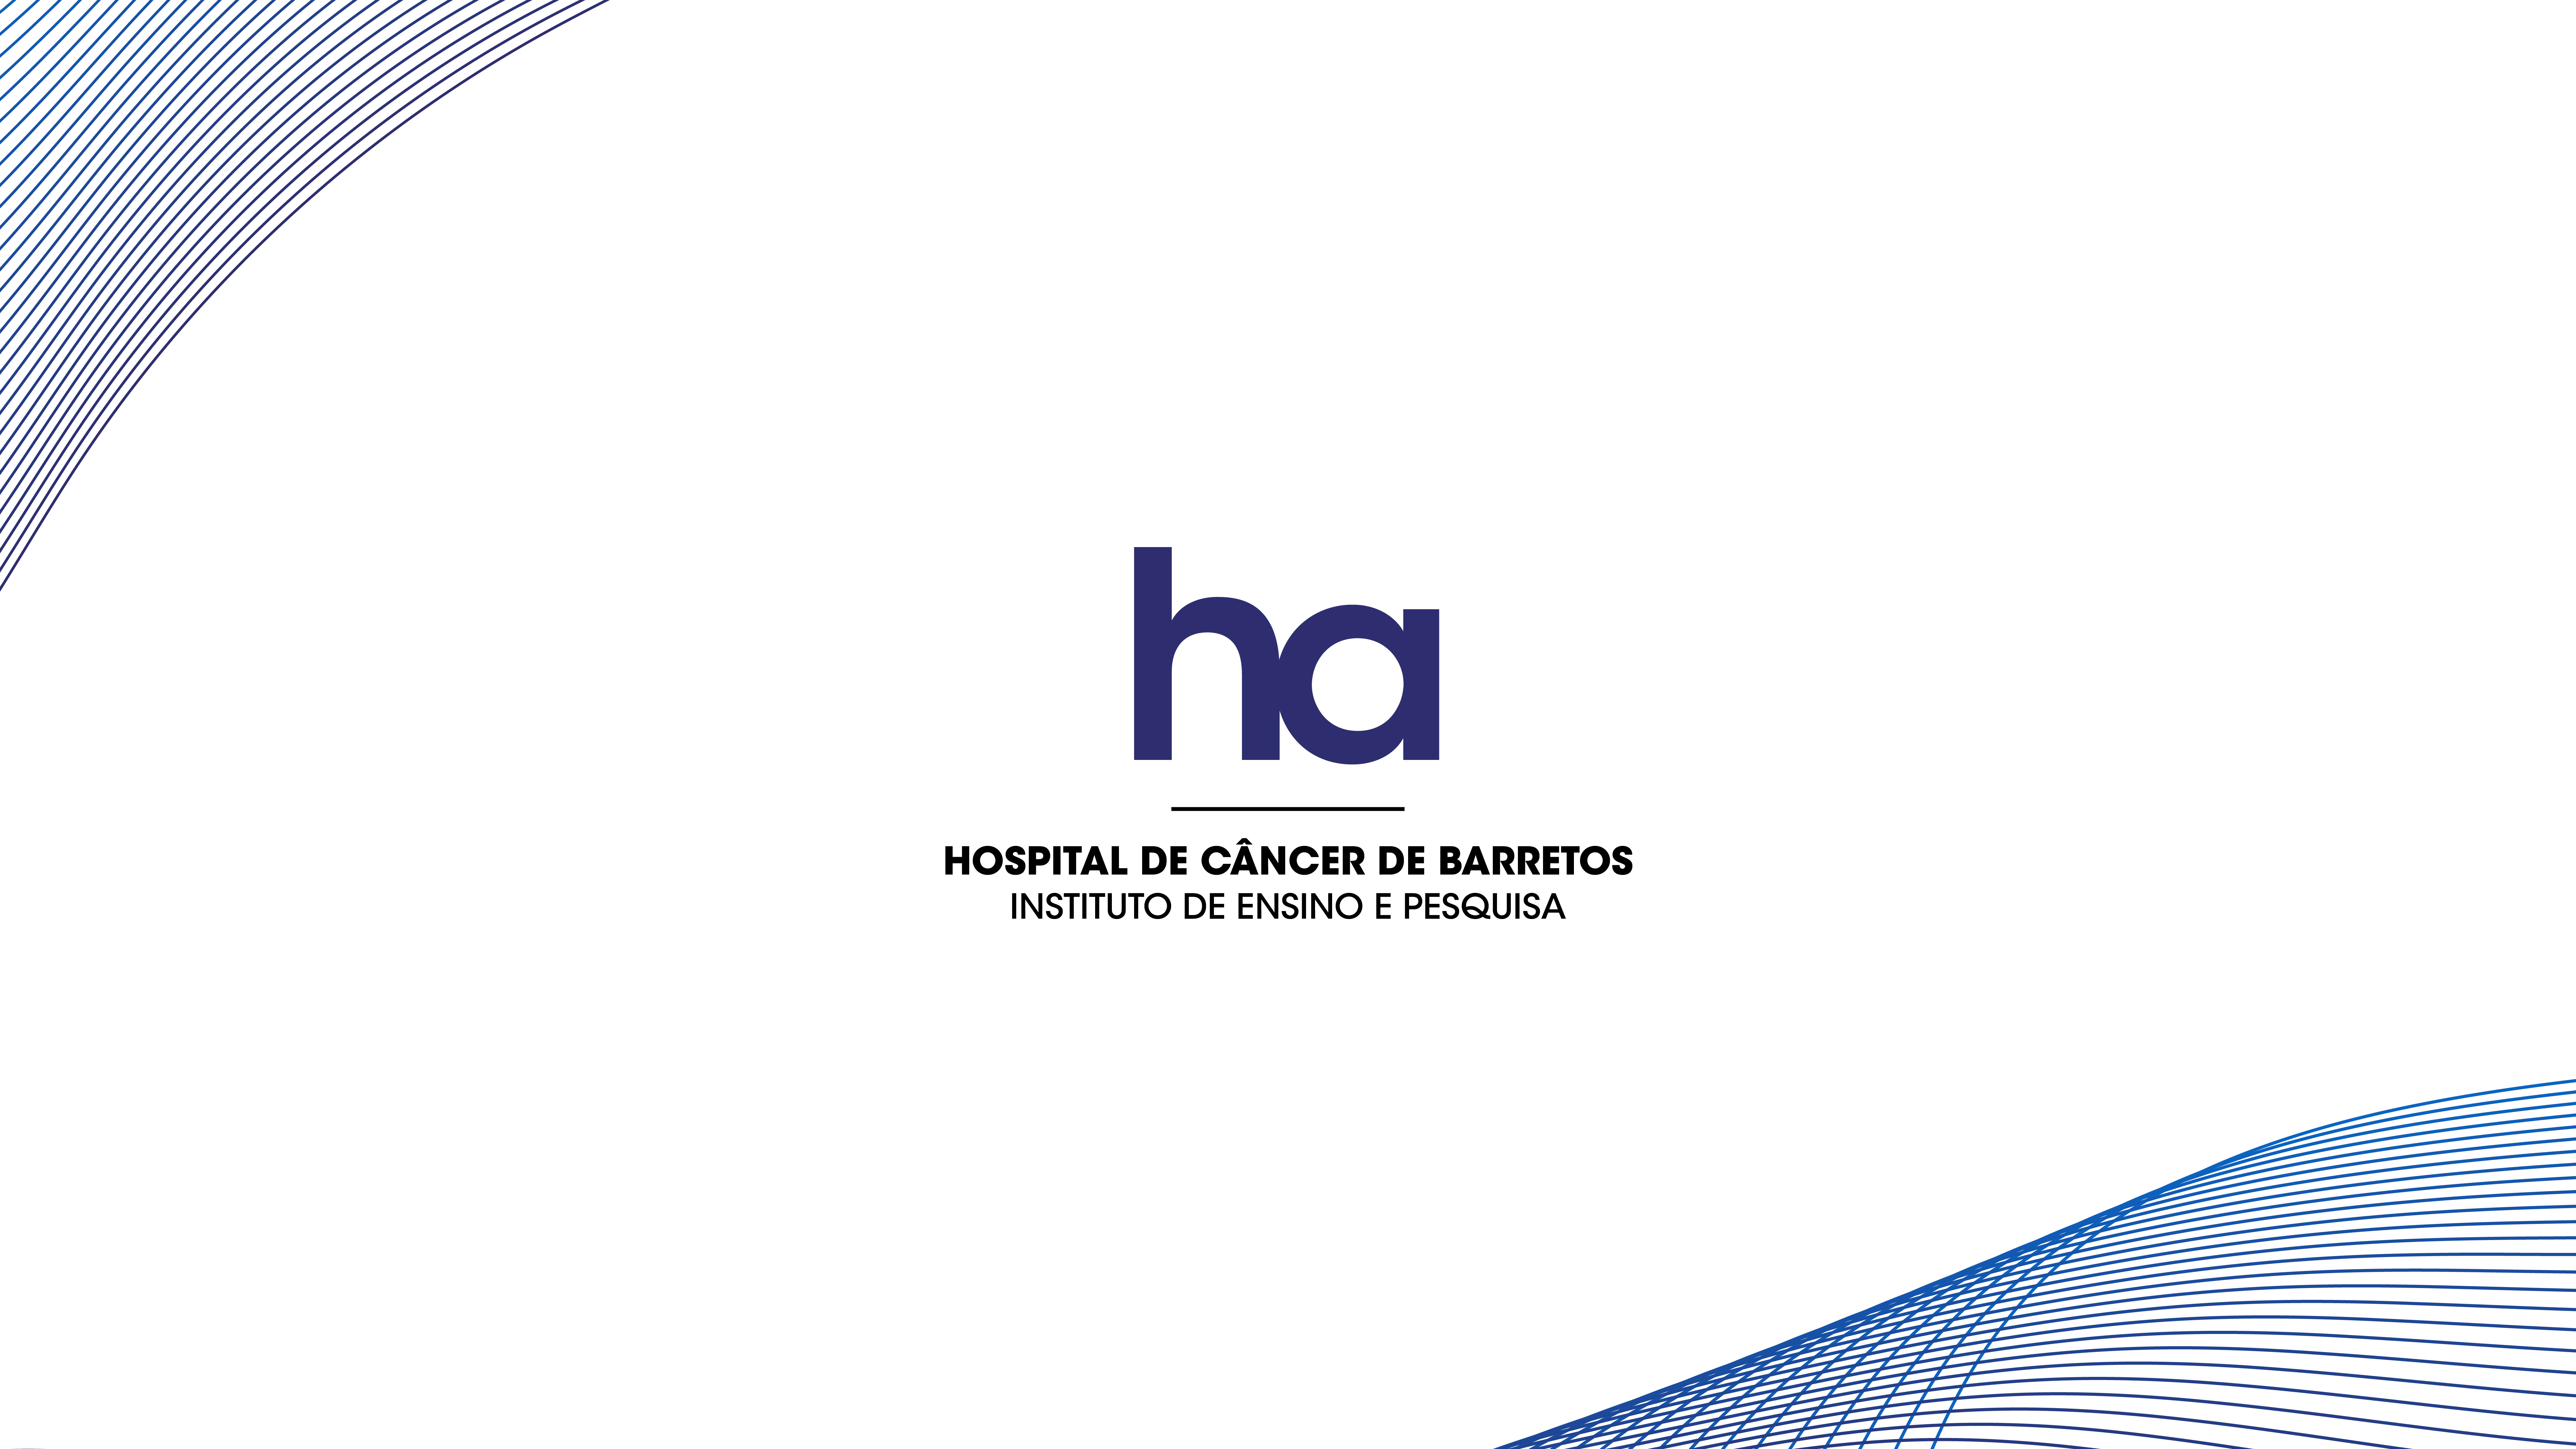 ha
HOSPITAL DE CÂNCER DE BARRETOS
INSTITUTO DE ENSINO E PESQUISA